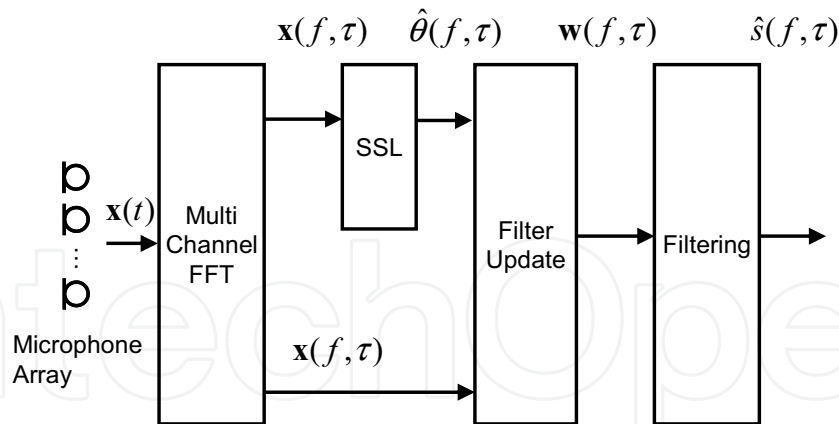 x(f,τ)
θ̂(f,τ)
w(f,τ)
ŝ(f,τ)
SSL
x(t)
Multi
Channel
FFT
Filter
Update
Filtering
Microphone
Array
x(f,τ)